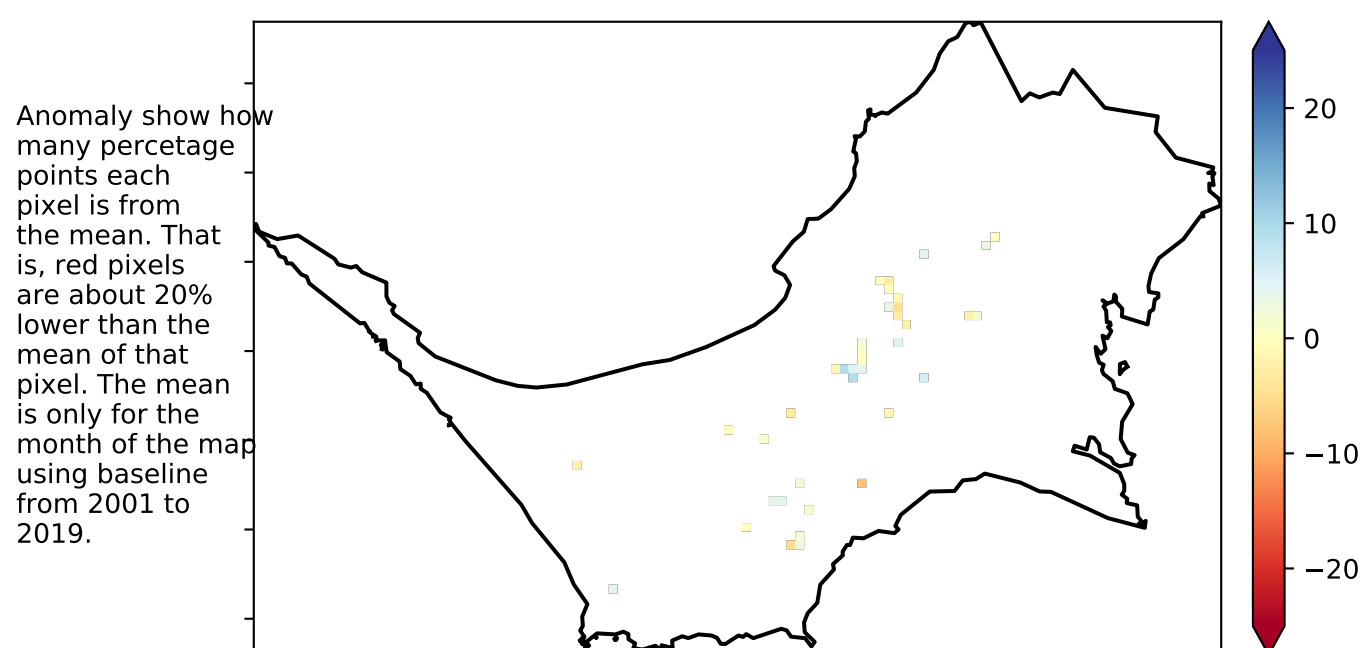 Anomaly show how
many percetage
points each
pixel is from
the mean. That
is, red pixels
are about 20%
lower than the
mean of that
pixel. The mean
is only for the
month of the map
using baseline
from 2001 to
2019.
20
10
0
−10
−20